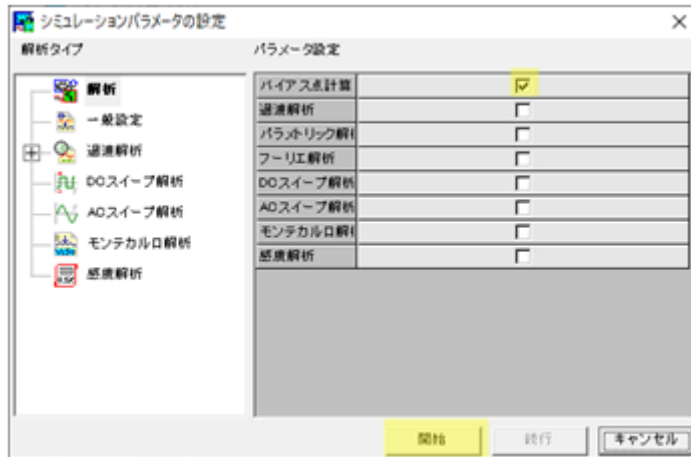 シミュレーションパラメータの設定
解析タイプ
パラメータ設定
解析
一般設定
過渡解析
DCスイープ解析
ACスイープ解析
モンテカルロ解析
感度解析
バイアス点計算
過渡解析
パラメトリック解析
フーリエ解析
DCスイープ解析
ACスイープ解析
モンテカルロ解析
感度解析
開始
続行
キャンセル